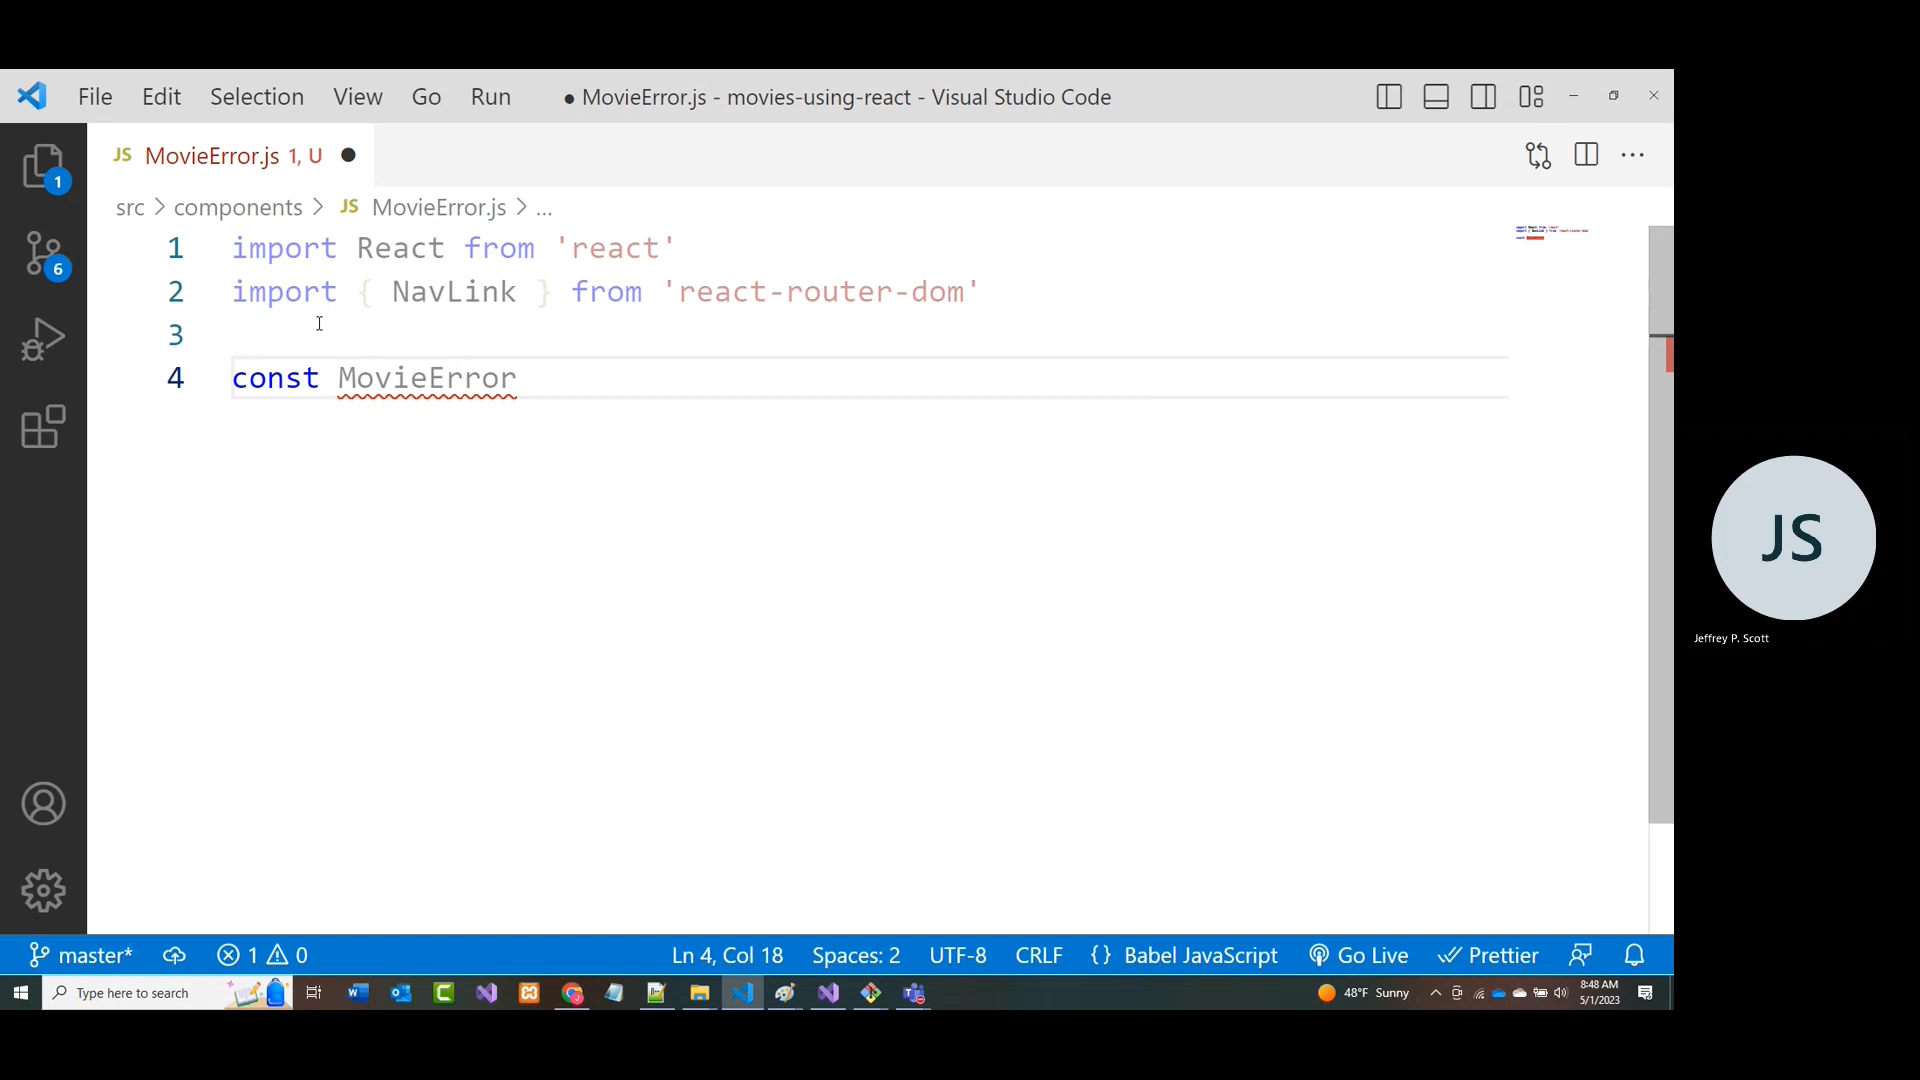 File Edit Selection View Go Run ● MovieError.js - movies-using-react - Visual Studio Code
JS MovieError.js 1, U
1
src > components > JS MovieError.js > ...
1 import React from 'react'
2 import { NavLink } from 'react-router-dom'
3
4 const MovieError
6
JS
Jeffrey P. Scott
master* 1 0 Ln 4, Col 18 Spaces: 2 UTF-8 CRLF {} Babel JavaScript Go Live Prettier
Type here to search 48°F Sunny 8:48 AM
5/1/2023